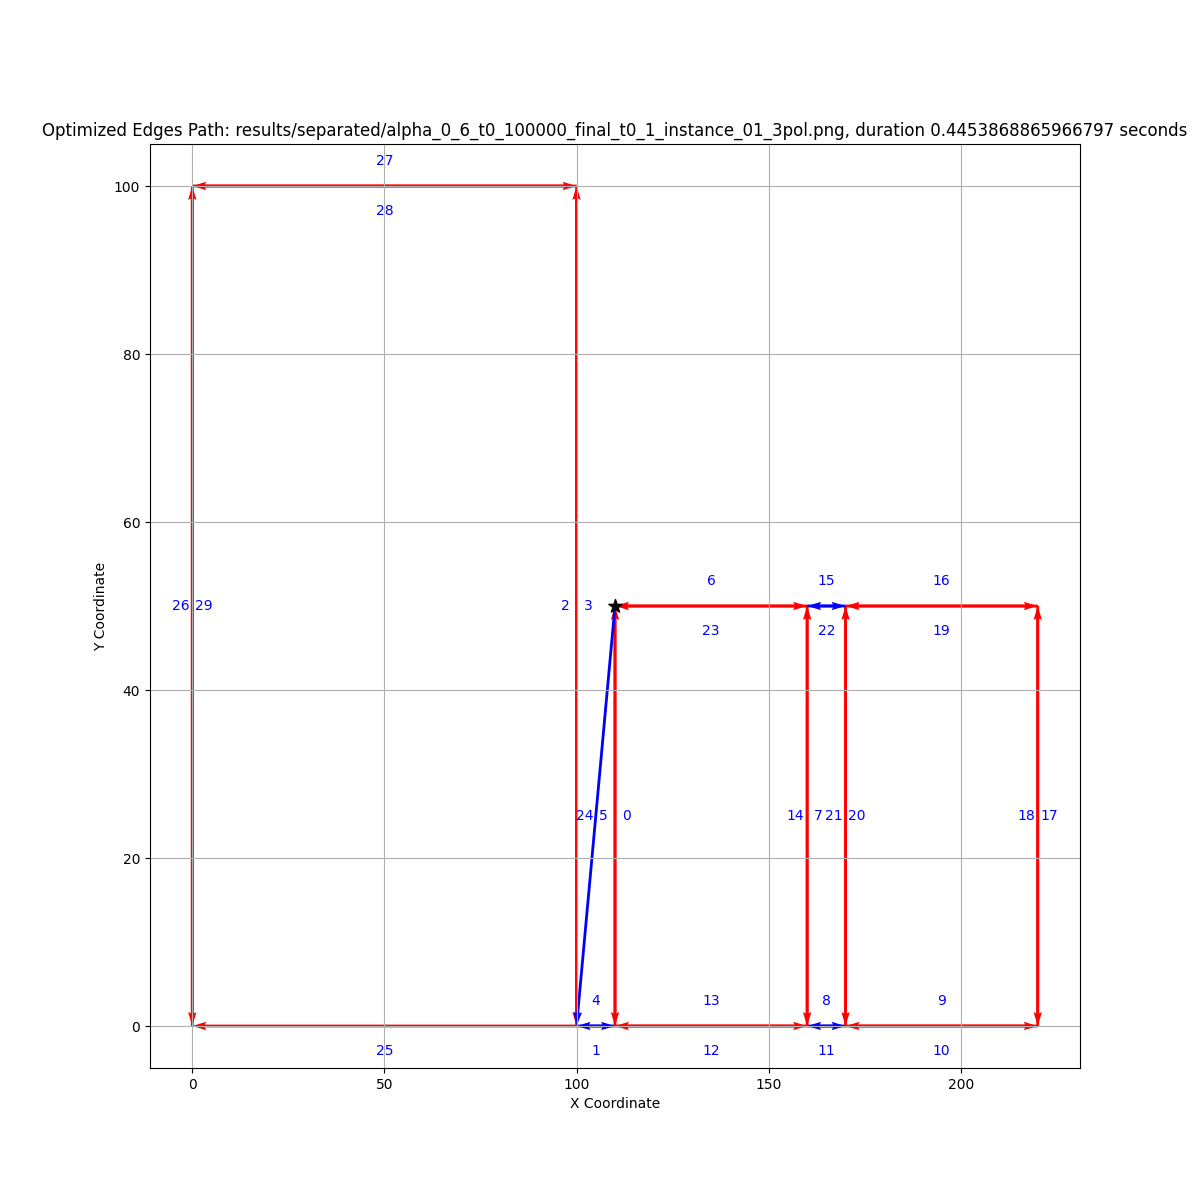 Optimized Edges Path: results/separated/alpha_0_6_t0_100000_final_t0_1_instance_01_3pol.png, duration 0.4453868865966797 seconds
27
100
28
80
60
6 15 16
26 29 2 3
23 22 19
Y Coordinate
40
24 5 0 14 7 21 20 18 17
20
4 13 8 9
0
25 1 12 11 10
0 50 100 150 200
X Coordinate